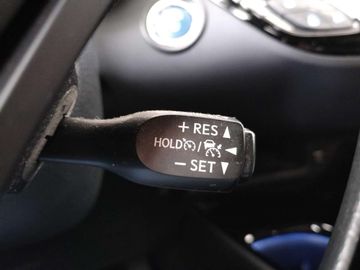 + RES ▲
HOLD / ◄
− SET ▼